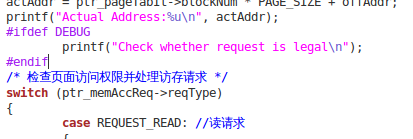 actAddr = ptr_pageTabIt->blockNum * PAGE_SIZE + offAddr;
printf("Actual Address:%u\n", actAddr);
#ifdef DEBUG
printf("Check whether request is legal\n");
#endif
/* 检查页面访问权限并处理访存请求 */
switch (ptr_memAccReq->reqType)
{
case REQUEST_READ: //读请求
{